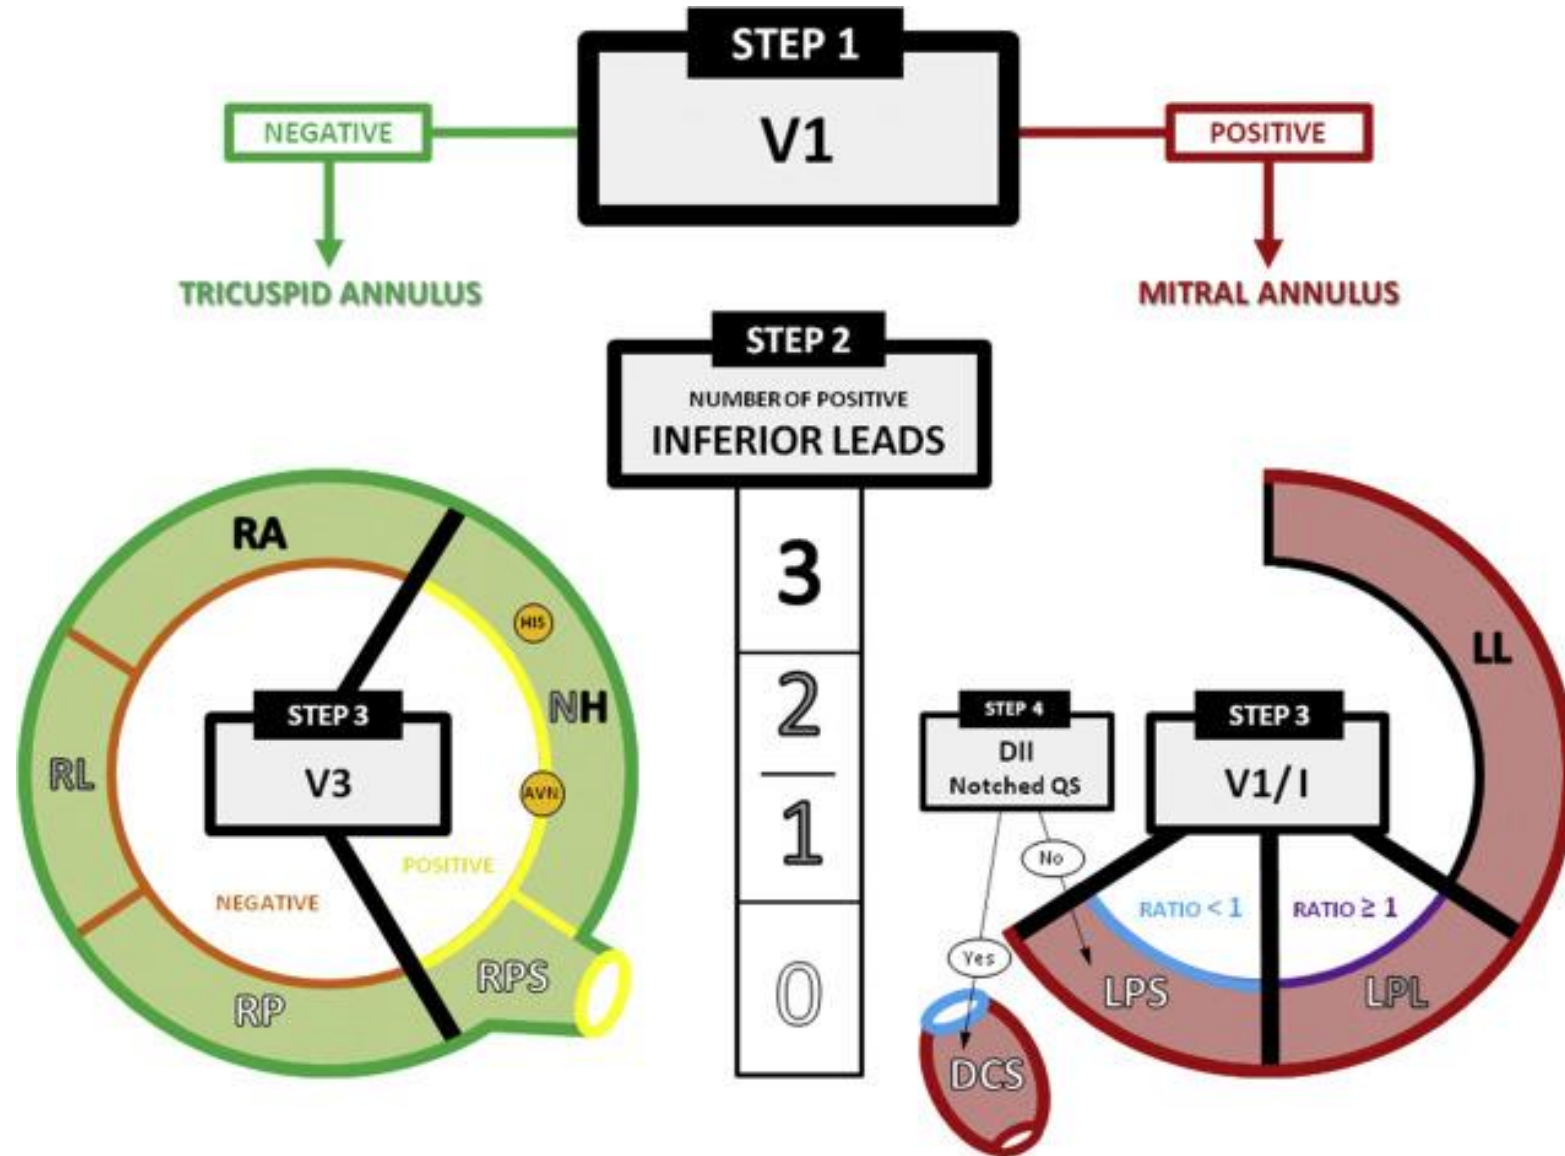 STEP 1
V1
NEGATIVE
POSITIVE
TRICUSPID ANNULUS
MITRAL ANNULUS
STEP 2
NUMBER OF POSITIVE
INFERIOR LEADS
3
2
1
0
RA
HIS
NH
STEP 3
V3
RL
AVN
POSITIVE
NEGATIVE
RPS
RP
LL
STEP 4
DII
Notched QS
STEP 3
V1/ I
No
RATIO < 1
RATIO ≥ 1
Yes
LPS
LPL
DCS